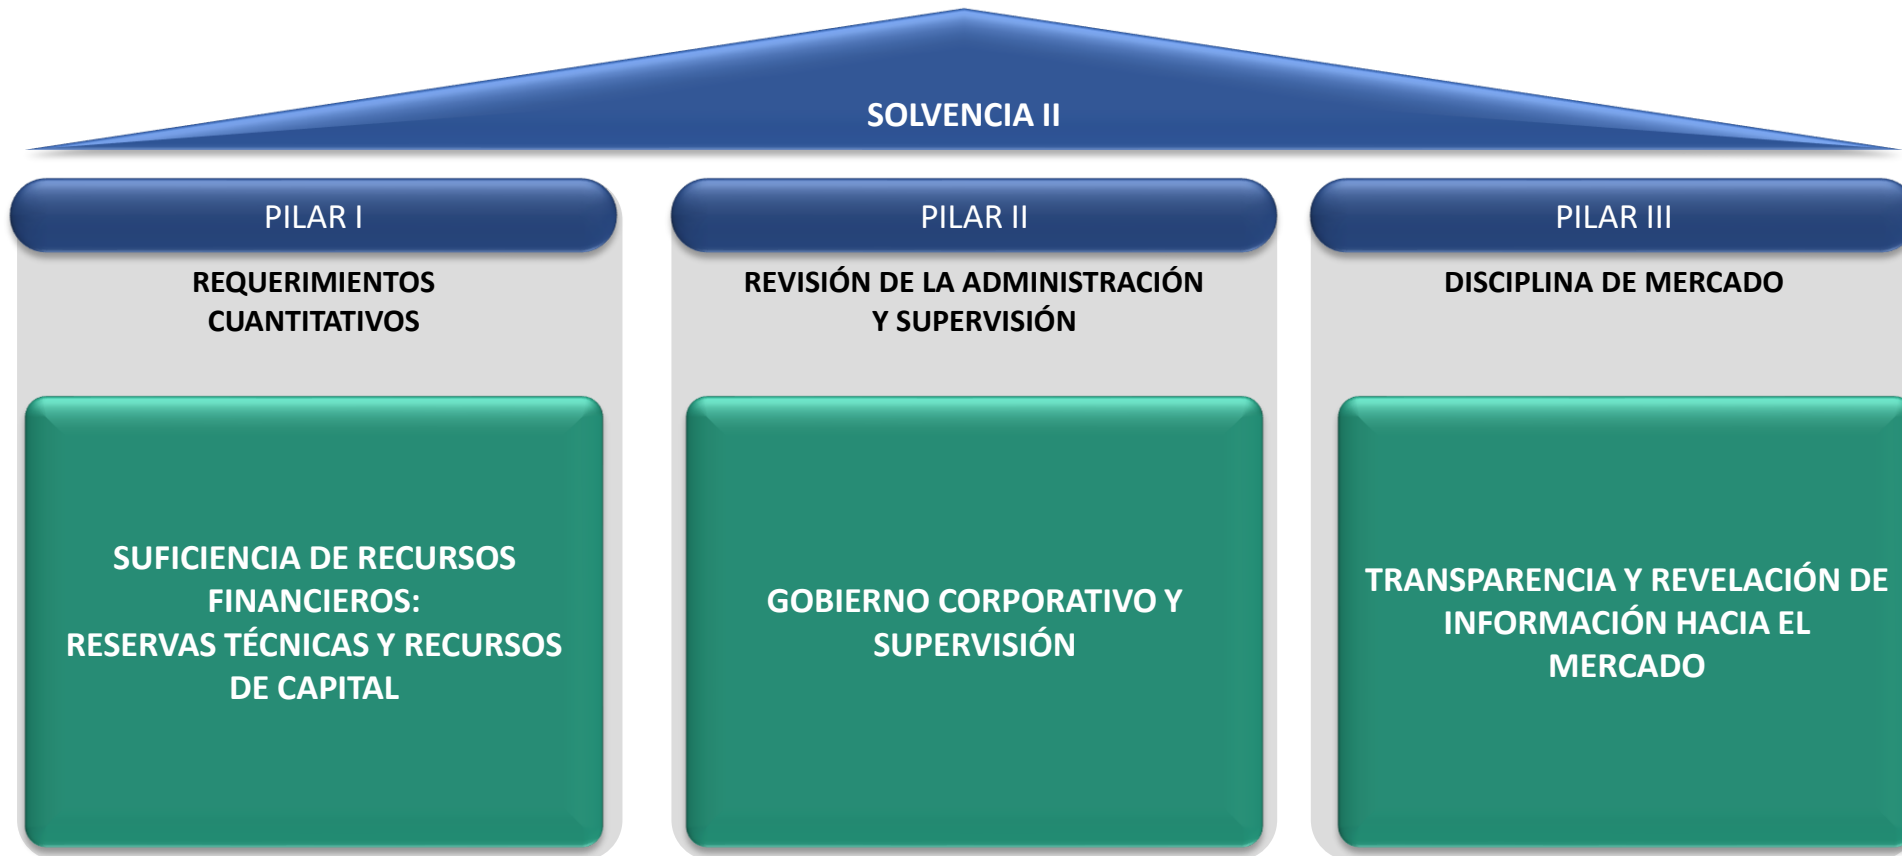 SOLVENCIA II
PILAR I
REQUERIMIENTOS
CUANTITATIVOS
SUFICIENCIA DE RECURSOS
FINANCIEROS:
RESERVAS TÉCNICAS Y RECURSOS
DE CAPITAL
PILAR II
REVISIÓN DE LA ADMINISTRACIÓN
Y SUPERVISIÓN
GOBIERNO CORPORATIVO Y
SUPERVISIÓN
PILAR III
DISCIPLINA DE MERCADO
TRANSPARENCIA Y REVELACIÓN DE
INFORMACIÓN HACIA EL
MERCADO